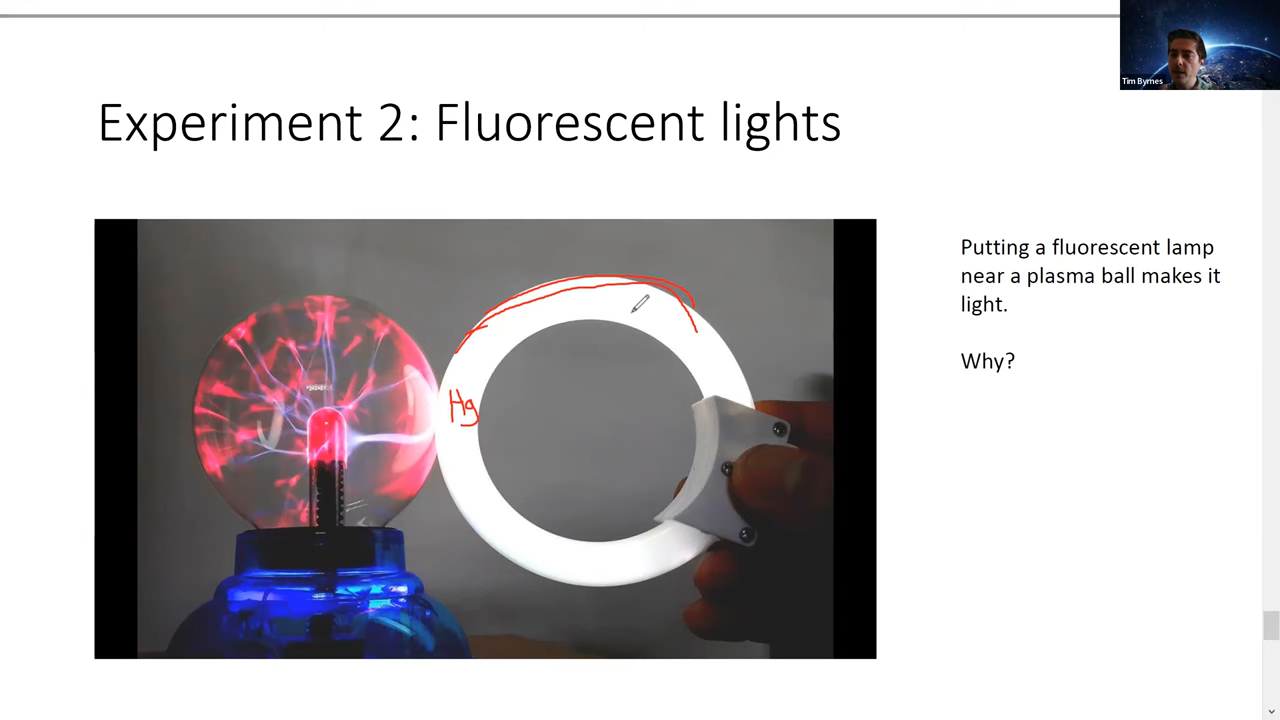 Tim Byrnes
Experiment 2: Fluorescent lights
Putting a fluorescent lamp
near a plasma ball makes it
light.
Why?
Hg